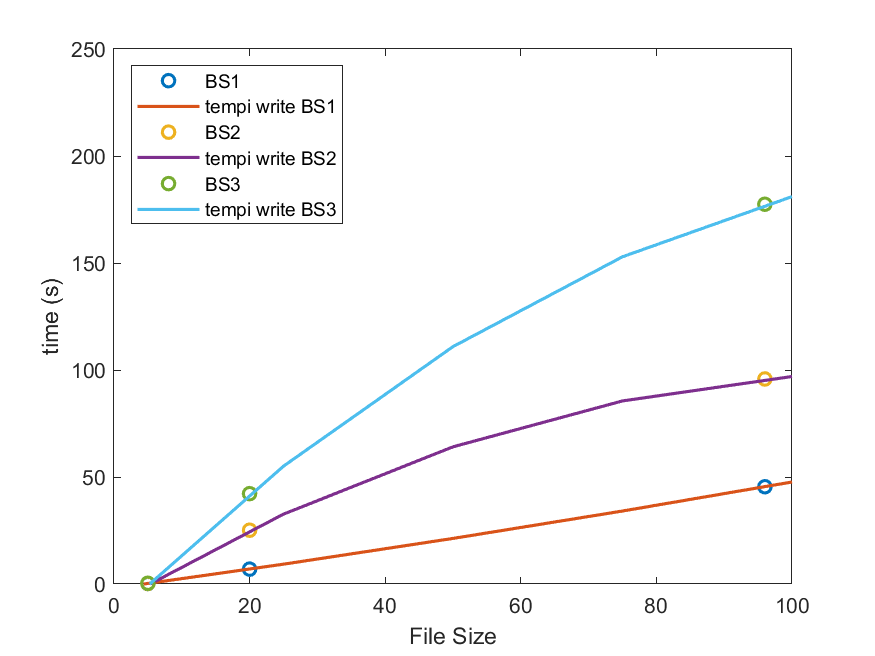 250
200
150
100
50
0
BS1
tempi write BS1
BS2
tempi write BS2
BS3
tempi write BS3
time (s)
0 20 40 60 80 100
File Size